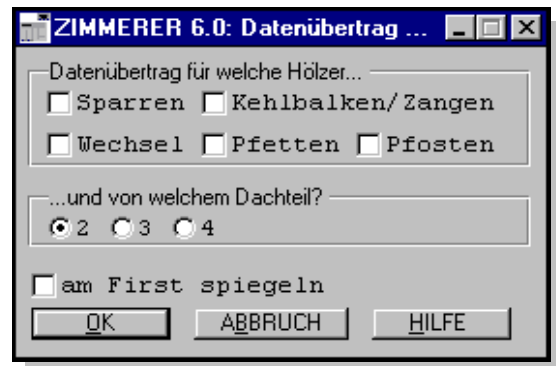 ZIMMERER 6.0: Datenübertrag ...
Datenübertrag für welche Hölzer...
Sparren Kehlbalken/Zangen
Wechsel Pfetten Pfosten
...und von welchem Dachteil?
2 3 4
am First spiegeln
OK ABBRUCH HILFE